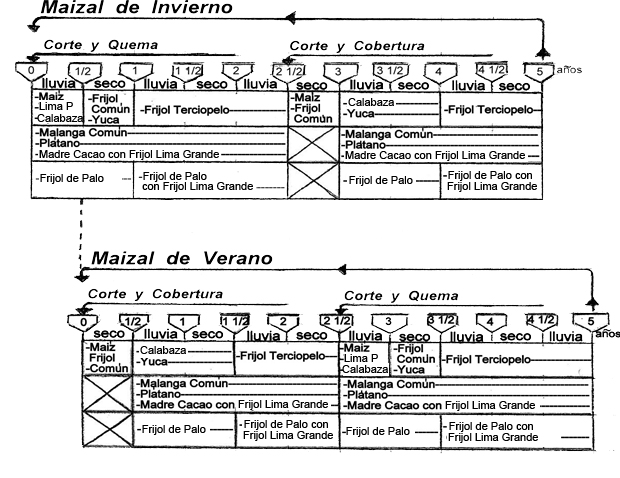 Maizal de Invierno
Corte y Quema
Corte y Cobertura
0 1/2 1 1 1/2 2 2 1/2 3 3 1/2 4 4 1/2 5 años
lluvia seco lluvia seco lluvia seco lluvia seco lluvia
-Maiz -Frijol -Maiz
-Lima P Común -Frijol Terciopelo -Frijol -Calabaza -Frijol Terciopelo
-Calabaza -Yuca Común -Yuca
-Malanga Común -Malanga Común
-Plátano -Plátano
-Madre Cacao con Frijol Lima Grande -Madre Cacao con Frijol Lima Grande
-Frijol de Palo -Frijol de Palo -Frijol de Palo -Frijol de Palo con
con Frijol Lima Grande -Frijol Lima Grande
Maizal de Verano
Corte y Cobertura
Corte y Quema
0 1/2 1 1 1/2 2 2 1/2 3 3 1/2 4 4 1/2 5
seco lluvia seco lluvia seco lluvia seco lluvia seco lluvia años
-Maiz -Calabaza -Maiz -Frijol
Frijol -Yuca -Frijol Terciopelo -Lima P Común -Frijol Terciopelo
-Común -Calabaza -Yuca
-Malanga Común -Malanga Común
-Plátano -Plátano
-Madre Cacao con Frijol Lima Grande -Madre Cacao con Frijol Lima Grande
-Frijol de Palo -Frijol de Palo con -Frijol de Palo -Frijol de Palo con
Frijol Lima Grande -Frijol Lima Grande